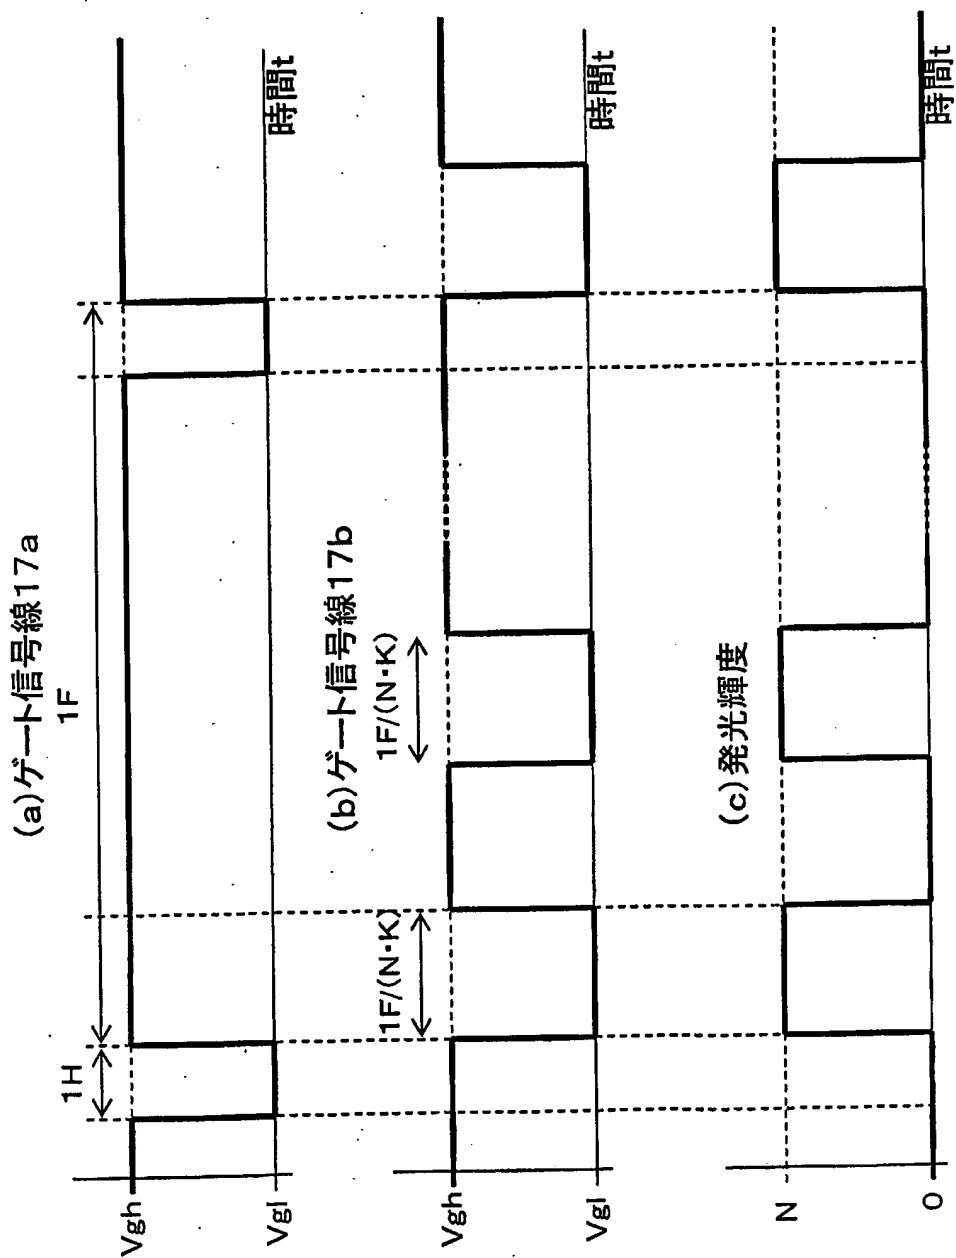 (a)ゲート信号線17a
1F
1H
Vgh
Vgl
時間t
(b)ゲート信号線17b
1F/(N・K)
1F/(N・K)
Vgh
Vgl
時間t
(c)発光輝度
N
0
時間t